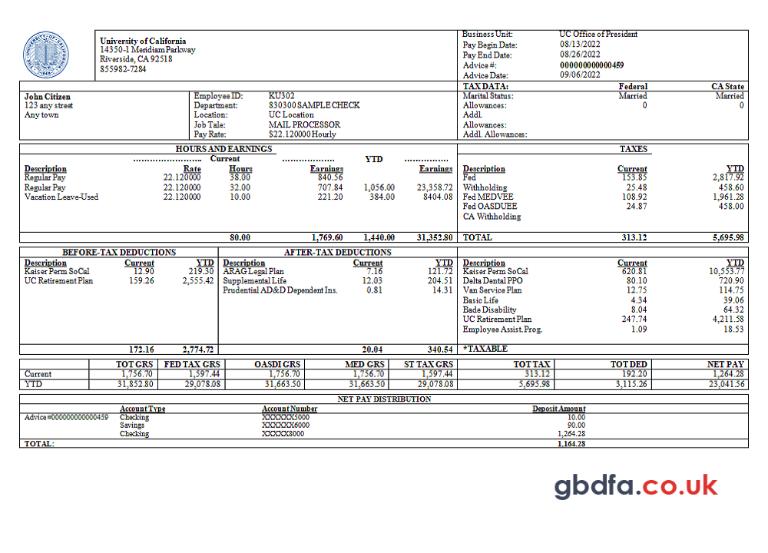 University of California
14350-1 Meridiam Parkway
Riverside, CA 92518
855982-7284
Business Unit: UC Office of President
Pay Begin Date: 08/13/2022
Pay End Date: 08/26/2022
Advice #: 000000000000459
Advice Date: 09/06/2022
John Citizen
123 any street
Any town
Employee ID: KU302
Department: 830300 SAMPLE CHECK
Location: UC Location
Job Tale: MAIL PROCESSOR
Pay Rate: $22.120000 Hourly
TAX DATA: Federal CA State
Marital Status: Married Married
Allowances: 0 0
Addl.
Allowances:
Addl. Allowances:
HOURS AND EARNINGS
Current YTD
Description Rate Hours Earnings Earnings
Regular Pay 22.120000 38.00 840.56
Regular Pay 22.120000 32.00 707.84 1,056.00 23,358.72
Vacation Leave-Used 22.120000 10.00 221.20 384.00 8404.08
80.00 1,769.60 1,440.00 31,352.80
TAXES
Description Current YTD
Fed 153.85 2,817.92
Withholding 25.48 458.60
Fed MEDVEE 108.92 1,961.28
Fed OASDUEE 24.87 458.00
CA Withholding
TOTAL 313.12 5,695.98
BEFORE-TAX DEDUCTIONS
Description Current YTD
Kaiser Perm SoCal 12.90 219.30
UC Retirement Plan 159.26 2,555.42
172.16 2,774.72
AFTER-TAX DEDUCTIONS
Description Current YTD
ARAG Legal Plan 7.16 121.72
Supplemental Life 12.03 204.51
Prudential AD&D Dependent Ins. 0.81 14.31
20.04 340.54
Description Current YTD
Kaiser Perm SoCal 620.81 10,553.77
Delta Dental PPO 80.10 720.90
Van Service Plan 12.75 114.75
Basic Life 4.34 39.06
Bade Disability 8.04 64.32
UC Retirement Plan 247.74 4,211.58
Employee Assist. Prog. 1.09 18.53
*TAXABLE
TOT GRS FED TAX GRS OASDI GRS MED GRS ST TAX GRS TOT TAX TOT DED NET PAY
Current 1,756.70 1,597.44 1,756.70 1,756.70 1,597.44 313.12 192.20 1,264.28
YTD 31,852.80 29,078.08 31,663.50 31,663.50 29,078.08 5,695.98 3,115.26 23,041.56
NET PAY DISTRIBUTION
Account Type Account Number Deposit Amount
Advice #000000000000459 Checking XXXXXX5000 10.00
Savings XXXXXX6000 90.00
Checking XXXXXX8000 1,264.28
TOTAL: 1,164.28
gbdfa.co.uk